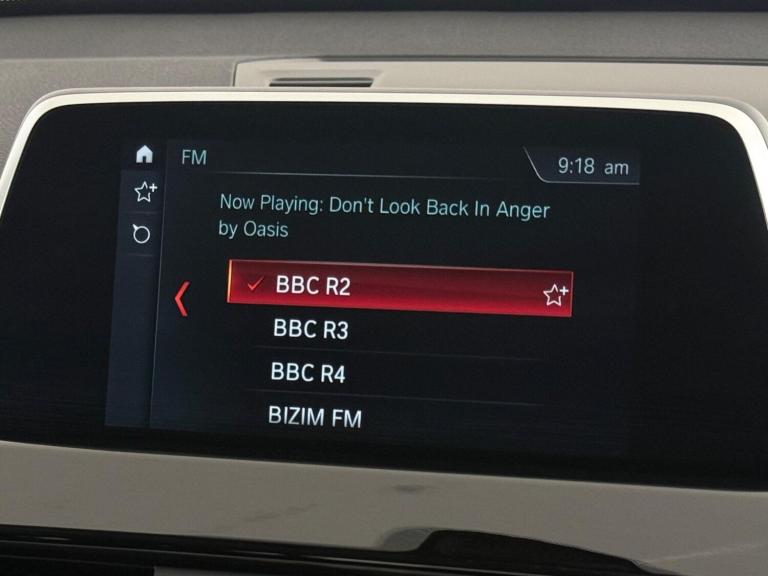 FM
9:18 am
Now Playing: Don't Look Back In Anger
by Oasis
BBC R2
BBC R3
BBC R4
BIZIM FM